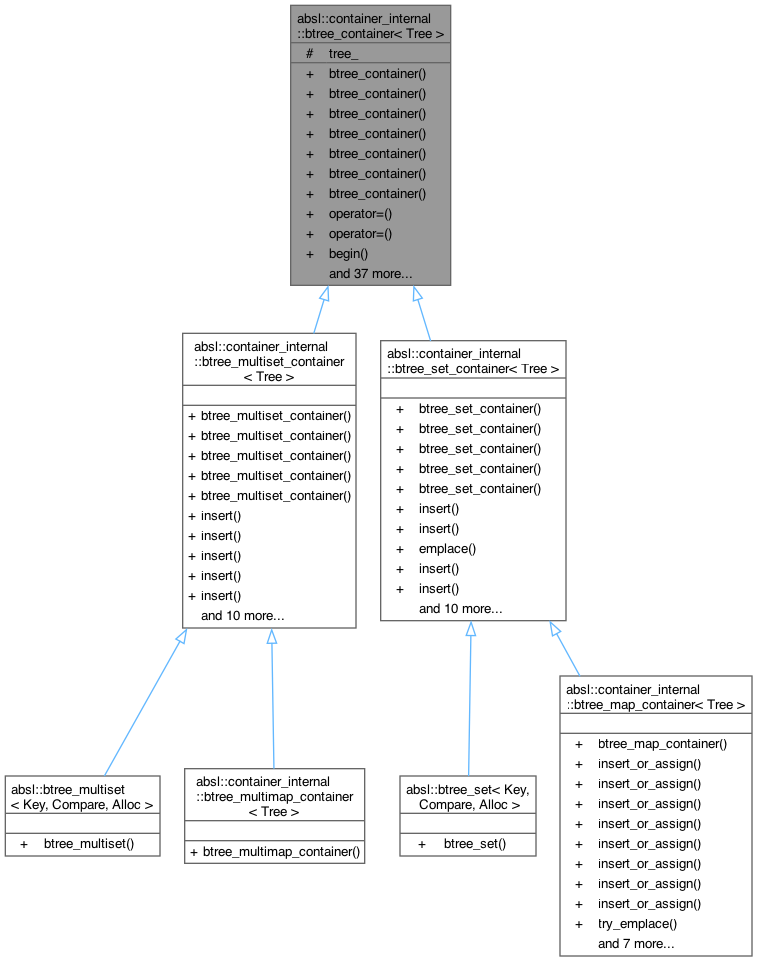 absl::container_internal
::btree_container< Tree >
# tree_
+ btree_container()
+ btree_container()
+ btree_container()
+ btree_container()
+ btree_container()
+ btree_container()
+ btree_container()
+ operator=()
+ operator=()
+ begin()
and 37 more...
absl::container_internal
::btree_multiset_container
< Tree >
+ btree_multiset_container()
+ btree_multiset_container()
+ btree_multiset_container()
+ btree_multiset_container()
+ btree_multiset_container()
+ insert()
+ insert()
+ insert()
+ insert()
+ insert()
and 10 more...
absl::container_internal
::btree_set_container< Tree >
+ btree_set_container()
+ btree_set_container()
+ btree_set_container()
+ btree_set_container()
+ btree_set_container()
+ insert()
+ insert()
+ emplace()
+ insert()
+ insert()
and 10 more...
absl::btree_multiset
< Key, Compare, Alloc >
+ btree_multiset()
absl::container_internal
::btree_multimap_container
< Tree >
+ btree_multimap_container()
absl::btree_set< Key,
Compare, Alloc >
+ btree_set()
absl::container_internal
::btree_map_container< Tree >
+ btree_map_container()
+ insert_or_assign()
+ insert_or_assign()
+ insert_or_assign()
+ insert_or_assign()
+ insert_or_assign()
+ insert_or_assign()
+ insert_or_assign()
+ insert_or_assign()
+ try_emplace()
and 7 more...